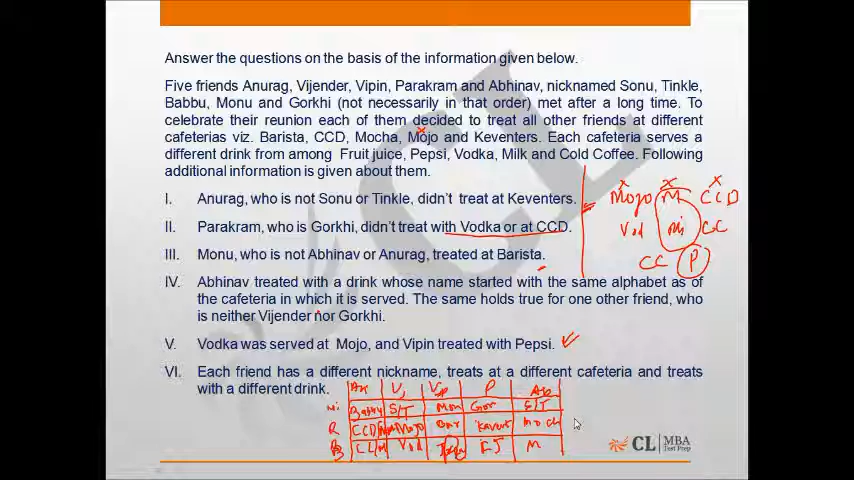 Answer the questions on the basis of the information given below.
Five friends Anurag, Vijender, Vipin, Parakram and Abhinav, nicknamed Sonu, Tinkle,
Babbu, Monu and Gorkhi (not necessarily in that order) met after a long time. To
celebrate their reunion each of them decided to treat all other friends at different
cafeterias viz. Barista, CCD, Mocha, Mojo and Keventers. Each cafeteria serves a
different drink from among Fruit juice, Pepsi, Vodka, Milk and Cold Coffee. Following
additional information is given about them.
I. Anurag, who is not Sonu or Tinkle, didn't treat at Keventers.
II. Parakram, who is Gorkhi, didn't treat with Vodka or at CCD.
III. Monu, who is not Abhinav or Anurag, treated at Barista.
IV. Abhinav treated with a drink whose name started with the same alphabet as of
the cafeteria in which it is served. The same holds true for one other friend, who
is neither Vijender nor Gorkhi.
V. Vodka was served at Mojo, and Vipin treated with Pepsi.
VI. Each friend has a different nickname, treats at a different cafeteria and treats
with a different drink.
Mojo M CCD
Vod Mi CC
CC P
S/T Gor S/T
CCD Mojo
Vod FJ M
CL MBA
Test Prep